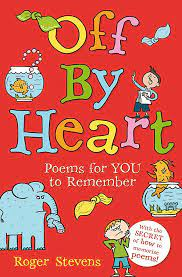 Off
By
Heart
Poems for YOU
to Remember
With the
SECRET
of how to
memorise
poems!
Roger Stevens